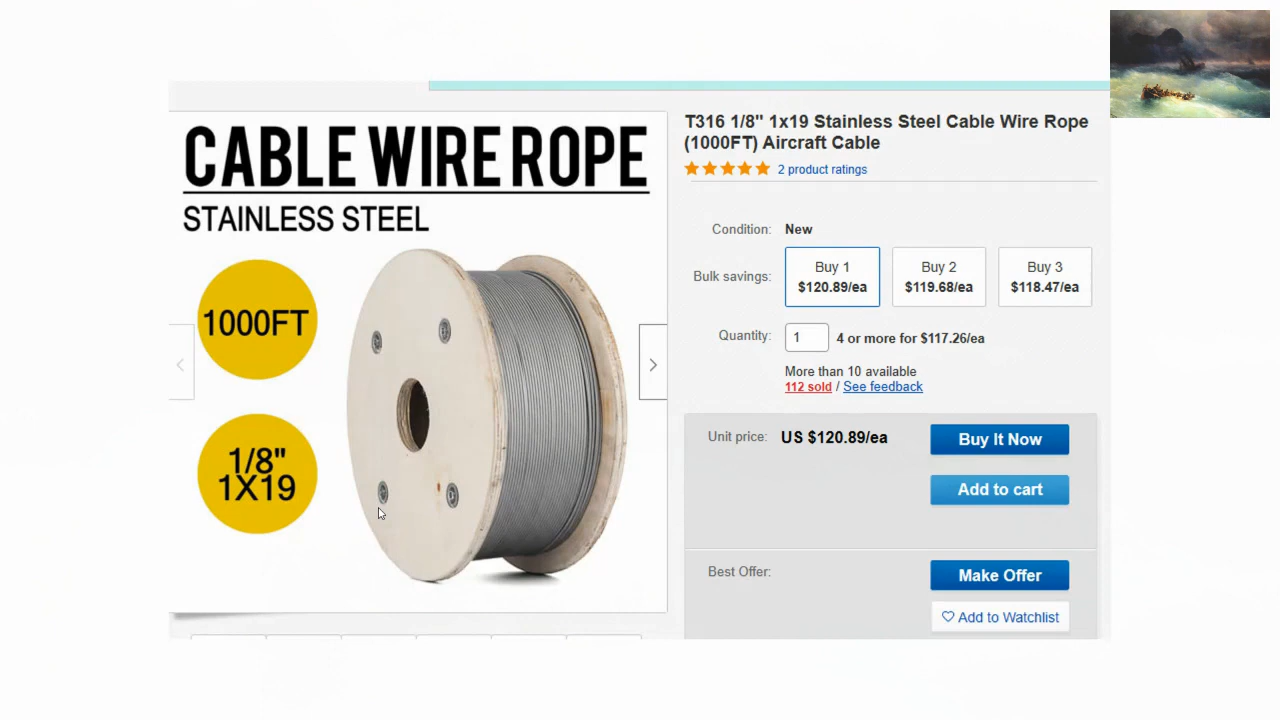 CABLE WIRE ROPE
STAINLESS STEEL
1000FT
1/8"
1X19
T316 1/8" 1x19 Stainless Steel Cable Wire Rope
(1000FT) Aircraft Cable
2 product ratings
Condition: New
Bulk savings:
Buy 1
$120.89/ea
Buy 2
$119.68/ea
Buy 3
$118.47/ea
Quantity: 1 4 or more for $117.26/ea
More than 10 available
112 sold / See feedback
Unit price: US $120.89/ea
Buy It Now
Add to cart
Best Offer:
Make Offer
Add to Watchlist